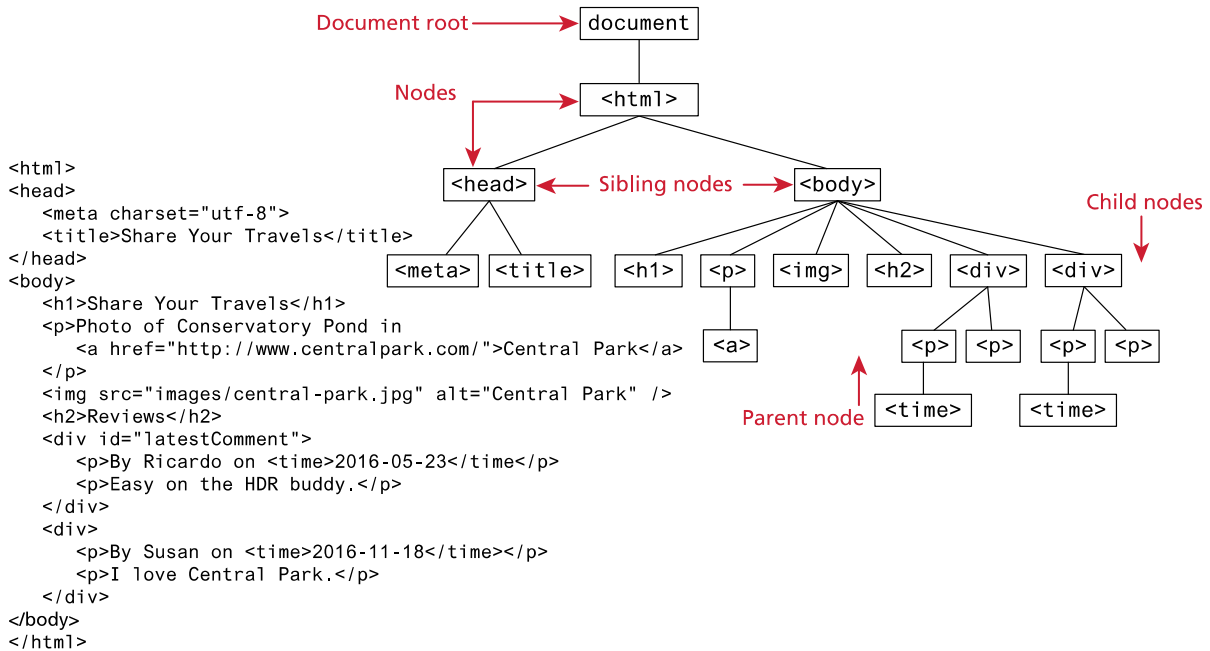 Document root
document
Nodes
<html>
<head>
Sibling nodes
<body>
Child nodes
<meta>
<title>
<h1>
<p>
<img>
<h2>
<div>
<div>
<a>
<p>
<p>
<p>
<p>
Parent node
<time>
<time>
<html>
<head>
<meta charset="utf-8">
<title>Share Your Travels</title>
</head>
<body>
<h1>Share Your Travels</h1>
<p>Photo of Conservatory Pond in
<a href="http://www.centralpark.com/">Central Park</a>
</p>
<img src="images/central-park.jpg" alt="Central Park" />
<h2>Reviews</h2>
<div id="latestComment">
<p>By Ricardo on <time>2016-05-23</time</p>
<p>Easy on the HDR buddy.</p>
</div>
<div>
<p>By Susan on <time>2016-11-18</time></p>
<p>I love Central Park.</p>
</div>
</body>
</html>